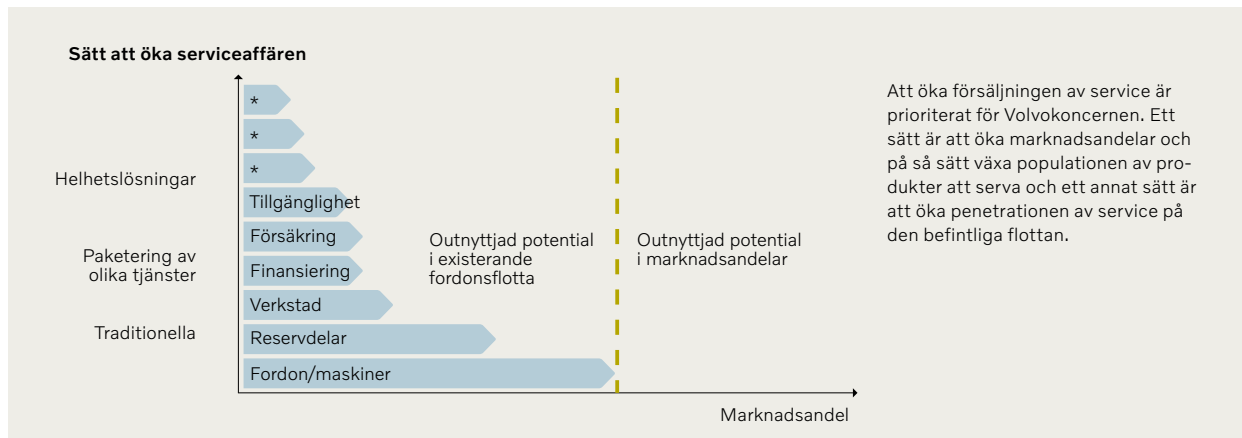 Sätt att öka serviceaffären
*
*
*
Helhetslösningar
Tillgänglighet
Försäkring
Paketering av
olika tjänster
Finansiering
Verkstad
Traditionella
Reservdelar
Fordon/maskiner
Outnyttjad potential
i existerande
fordonsflotta
Outnyttjad potential
i marknadsandelar
Marknadsandel
Att öka försäljningen av service är
prioriterat för Volvokoncernen. Ett
sätt är att öka marknadsandelar och
på så sätt växa populationen av pro-
dukter att serva och ett annat sätt är
att öka penetrationen av service på
den befintliga flottan.